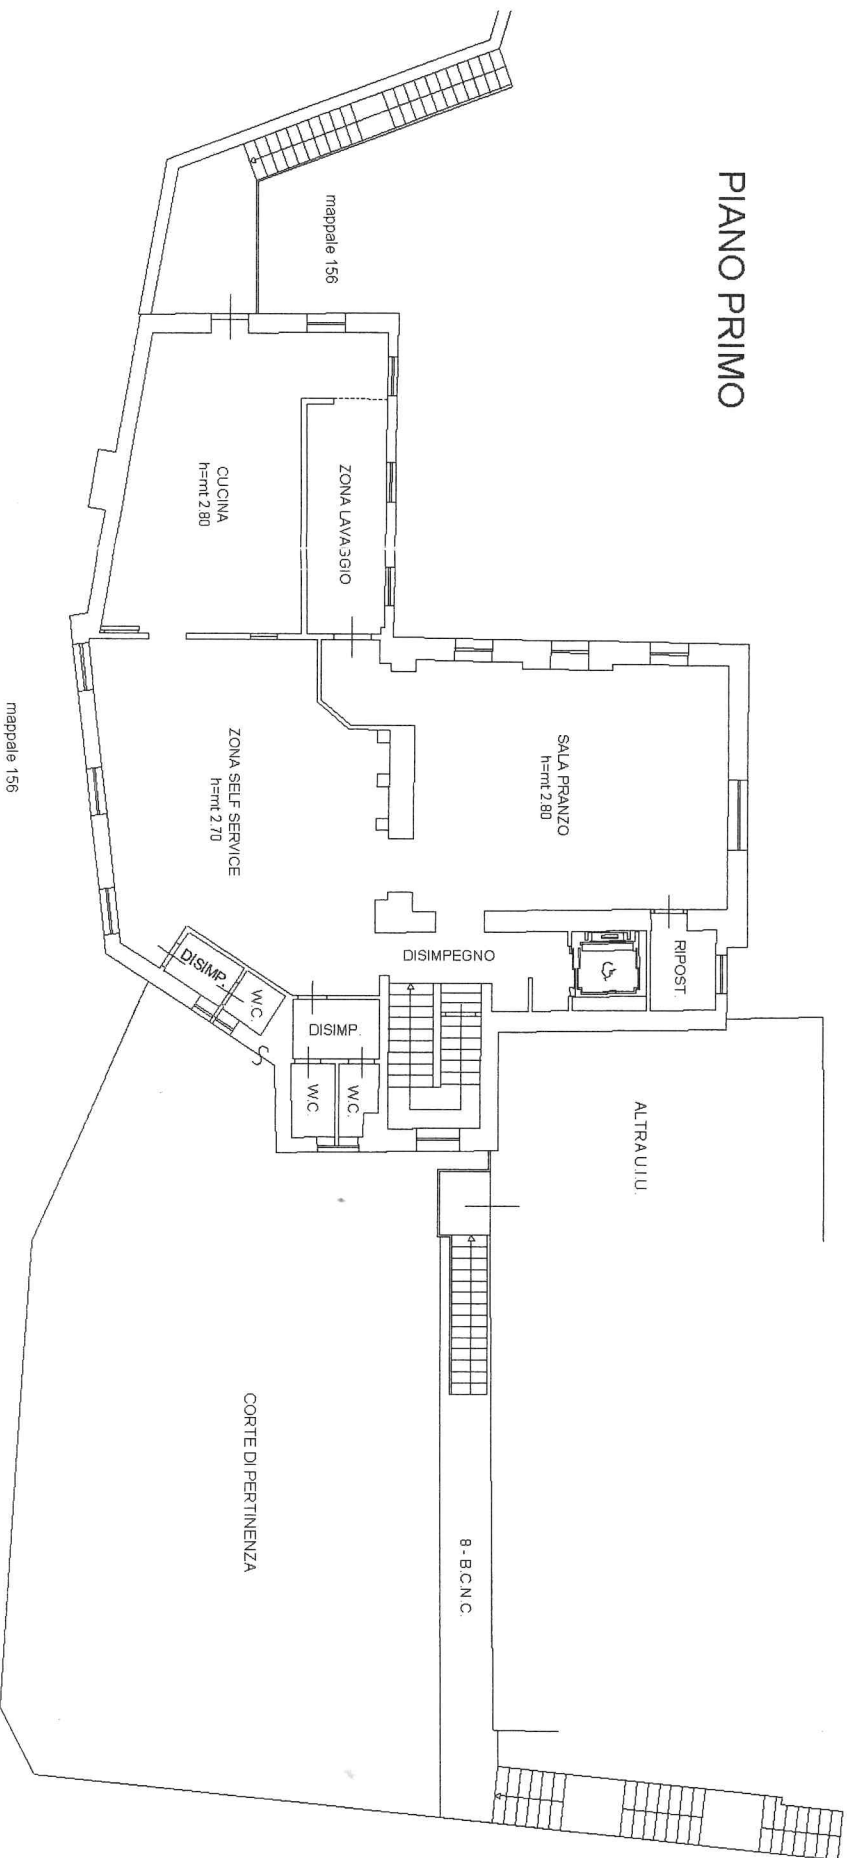 PIANO PRIMO
mappale 156
CUCINA
h=mt 2.80
ZONA LAVAGGIO
SALA PRANZO
h=mt 2.80
ZONA SELF SERVICE
h=mt 2.70
mappale 156
RIPOST.
DISIMPEGNO
DISIMP.
W.C.
DISIMP.
W.C.
W.C.
ALTRA U.I.U.
CORTE DI PERTINENZA
8 - B.C.N.C.